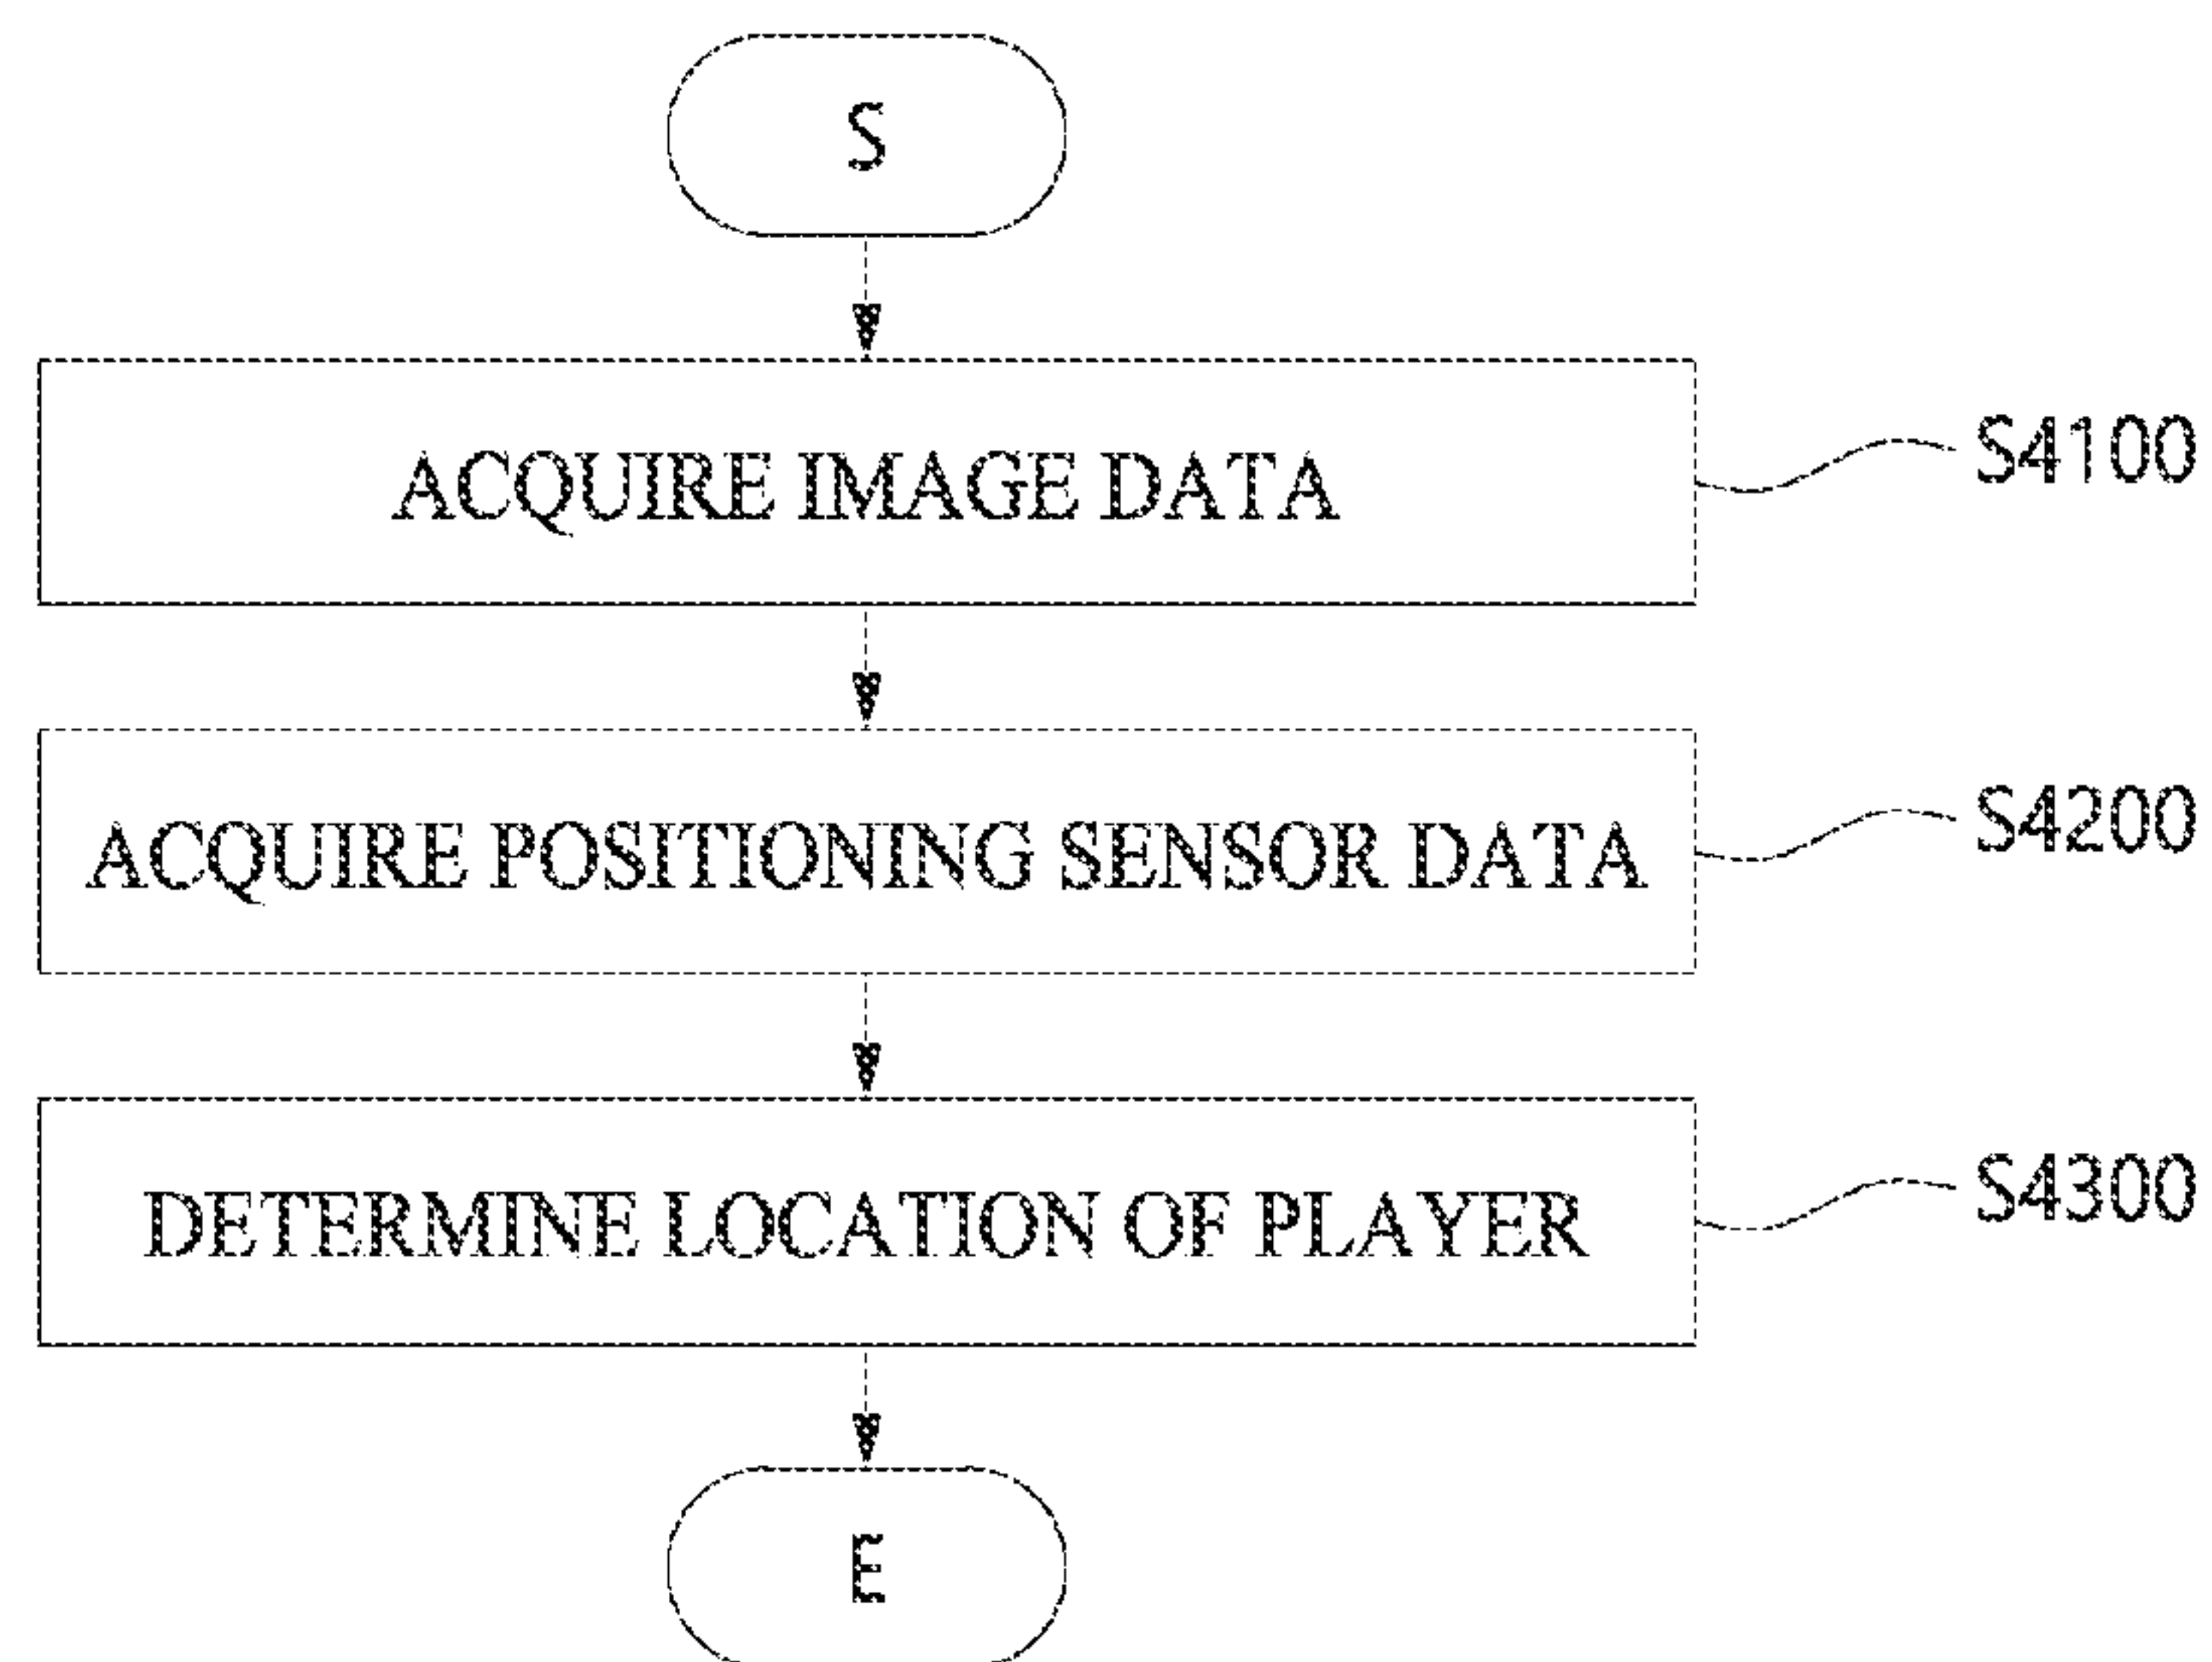 S
ACQUIRE IMAGE DATA
S4100
ACQUIRE POSITIONING SENSOR DATA
S4200
DETERMINE LOCATION OF PLAYER
S4300
E